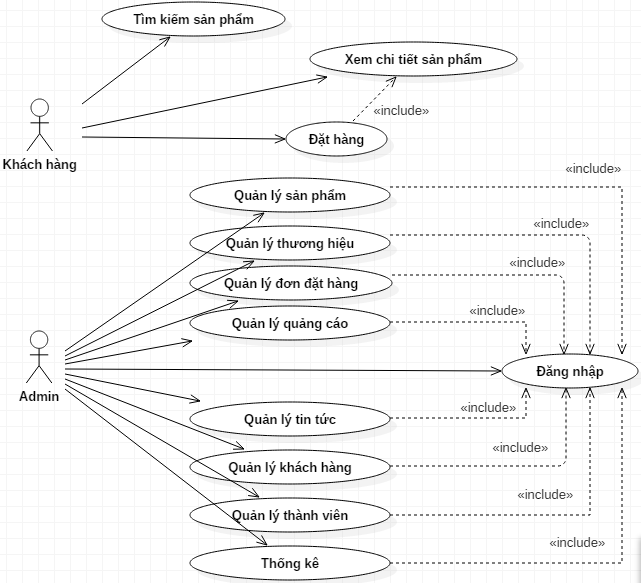 Tìm kiếm sản phẩm
Xem chi tiết sản phẩm
«include»
Đặt hàng
Khách hàng
«include»
Quản lý sản phẩm
«include»
Quản lý thương hiệu
«include»
Quản lý đơn đặt hàng
«include»
Quản lý quảng cáo
Đăng nhập
Admin
«include»
Quản lý tin tức
«include»
Quản lý khách hàng
«include»
Quản lý thành viên
«include»
Thống kê